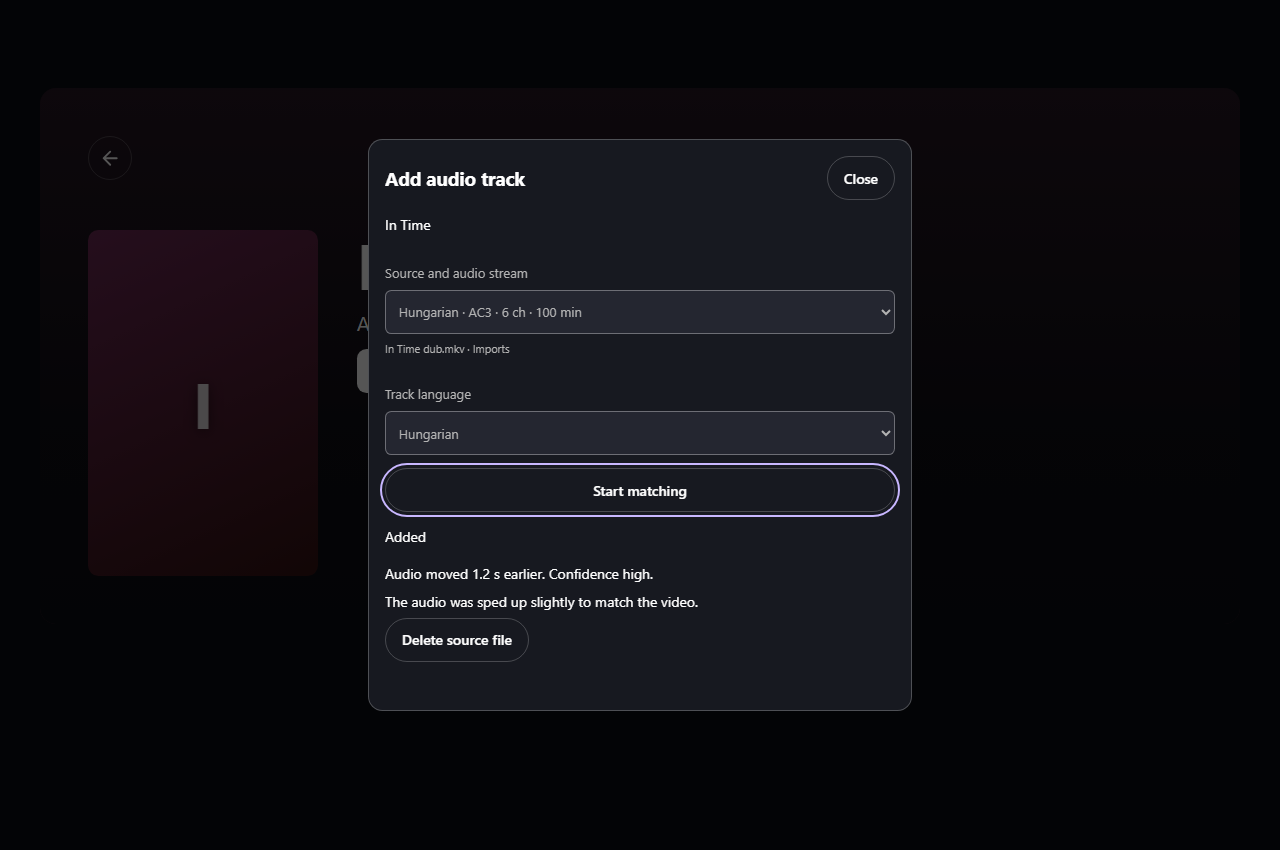 Add audio track
Close
In Time
Source and audio stream
Hungarian · AC3 · 6 ch · 100 min
In Time dub.mkv · Imports
Track language
Hungarian
Start matching
Added
Audio moved 1.2 s earlier. Confidence high.
The audio was sped up slightly to match the video.
Delete source file
I
I
A